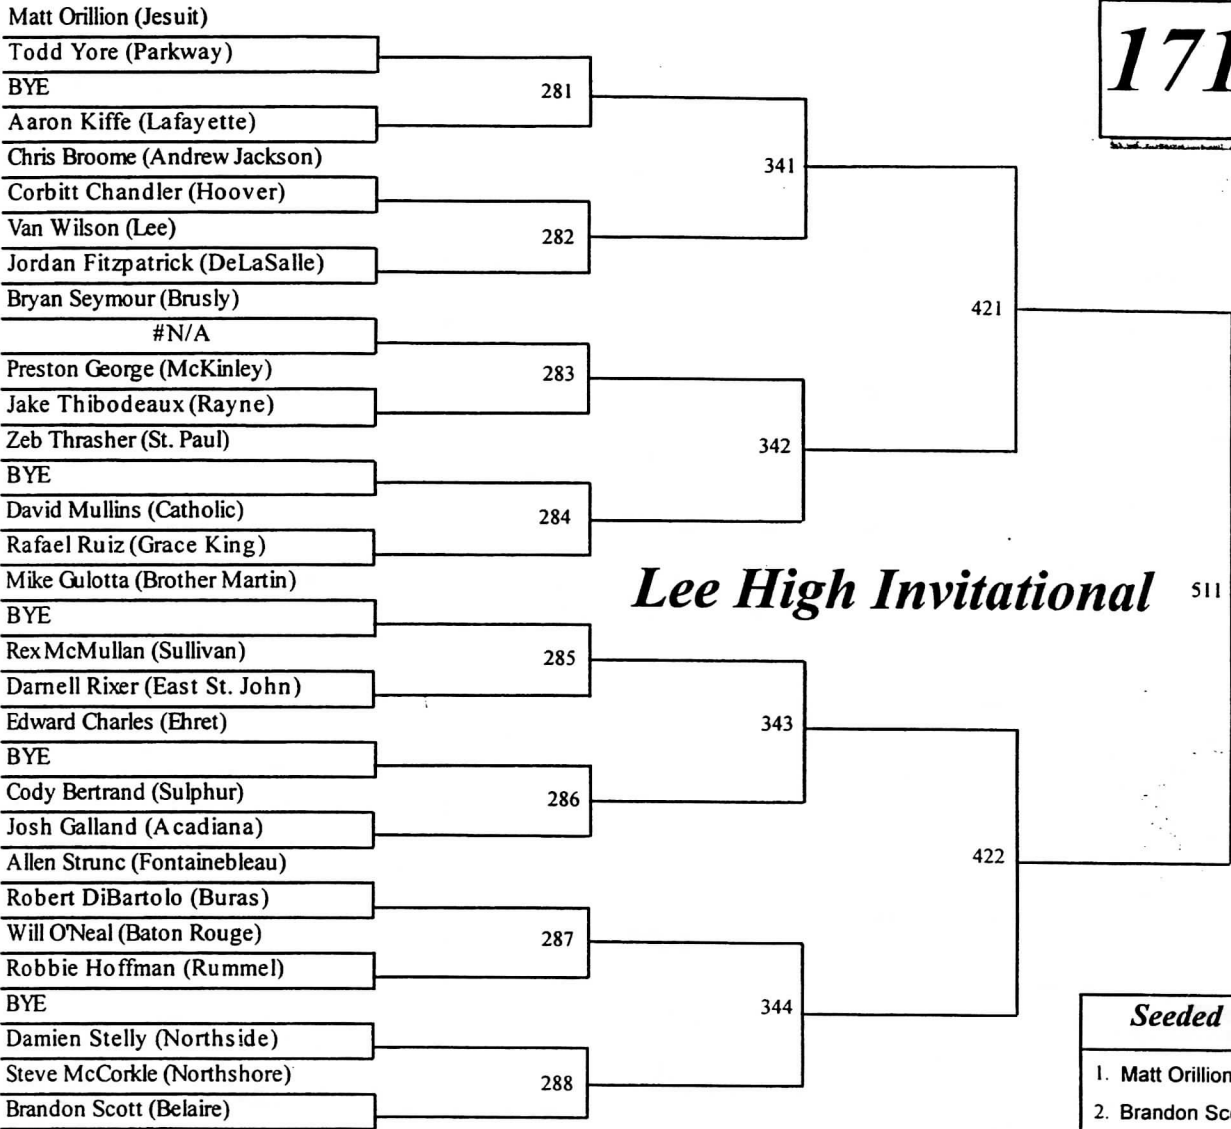 Matt Orillion (Jesuit)
Todd Yore (Parkway)
BYE
Aaron Kiffe (Lafayette)
Chris Broome (Andrew Jackson)
Corbitt Chandler (Hoover)
Van Wilson (Lee)
Jordan Fitzpatrick (DeLaSalle)
Bryan Seymour (Brusly)
#N/A
Preston George (McKinley)
Jake Thibodeaux (Rayne)
Zeb Thrasher (St. Paul)
BYE
David Mullins (Catholic)
Rafael Ruiz (Grace King)
Mike Gulotta (Brother Martin)
BYE
Rex McMullan (Sullivan)
Darnell Rixer (East St. John)
Edward Charles (Ehret)
BYE
Cody Bertrand (Sulphur)
Josh Galland (Acadiana)
Allen Strunc (Fontainebleau)
Robert DiBartolo (Buras)
Will O'Neal (Baton Rouge)
Robbie Hoffman (Rummel)
BYE
Damien Stelly (Northside)
Steve McCorkle (Northshore)
Brandon Scott (Belaire)
281
282
283
284
285
286
287
288
341
342
343
344
421
422
511
171
Lee High Invitational
Seeded
1. Matt Orillion
2. Brandon Sc